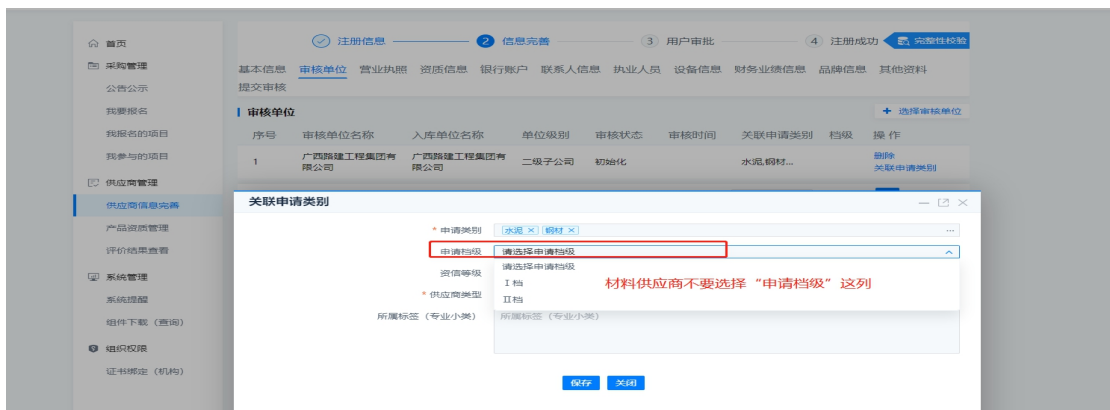 首页
采购管理
公告公示
我要报名
我报名的项目
我参与的项目
供应商管理
供应商信息完善
产品资质管理
评价结果查看
系统管理
系统提醒
组件下载（查询）
组织权限
证书绑定（机构）
注册信息 2 信息完善 3 用户审批 4 注册成功 完整性校验
基本信息 审核单位 营业执照 资质信息 银行账户 联系人信息 执业人员 设备信息 财务业绩信息 品牌信息 其他资料
提交审核
审核单位 + 选择审核单位
序号 审核单位名称 入库单位名称 单位级别 审核状态 审核时间 关联申请类别 档级 操作
1 广西路建工程集团有限公司 广西路建工程集团有限公司 二级子公司 初始化 水泥,钢材... 删除
关联申请类别
关联申请类别
* 申请类别 水泥 × 钢材 × ...
申请档级 请选择申请档级
请选择申请档级
资信等级 I档
材料供应商不要选择“申请档级”这列
* 供应商类型 II档
所属标签（专业小类） 所属标签（专业小类）
保存 关闭